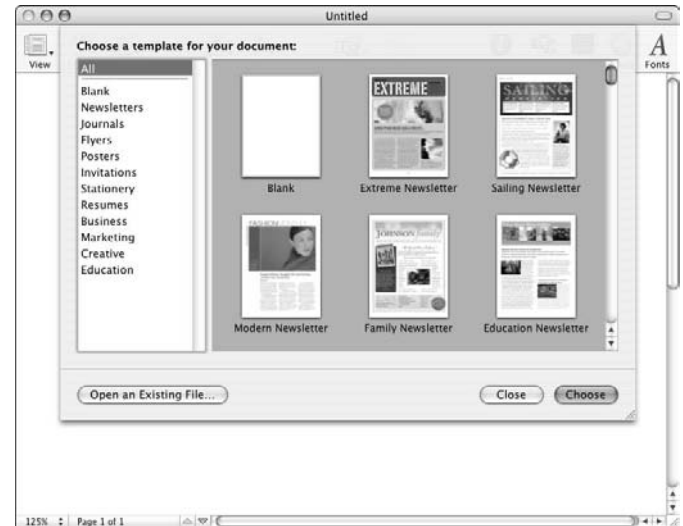 Untitled
View
Choose a template for your document:
A
Fonts
All
Blank
Newsletters
Journals
Flyers
Posters
Invitations
Stationery
Resumes
Business
Marketing
Creative
Education
EXTREME
SAILING
Blank
Extreme Newsletter
Sailing Newsletter
FASHION
JOHNSON family
Modern Newsletter
Family Newsletter
Education Newsletter
Open an Existing File...
Close
Choose
125%
Page 1 of 1